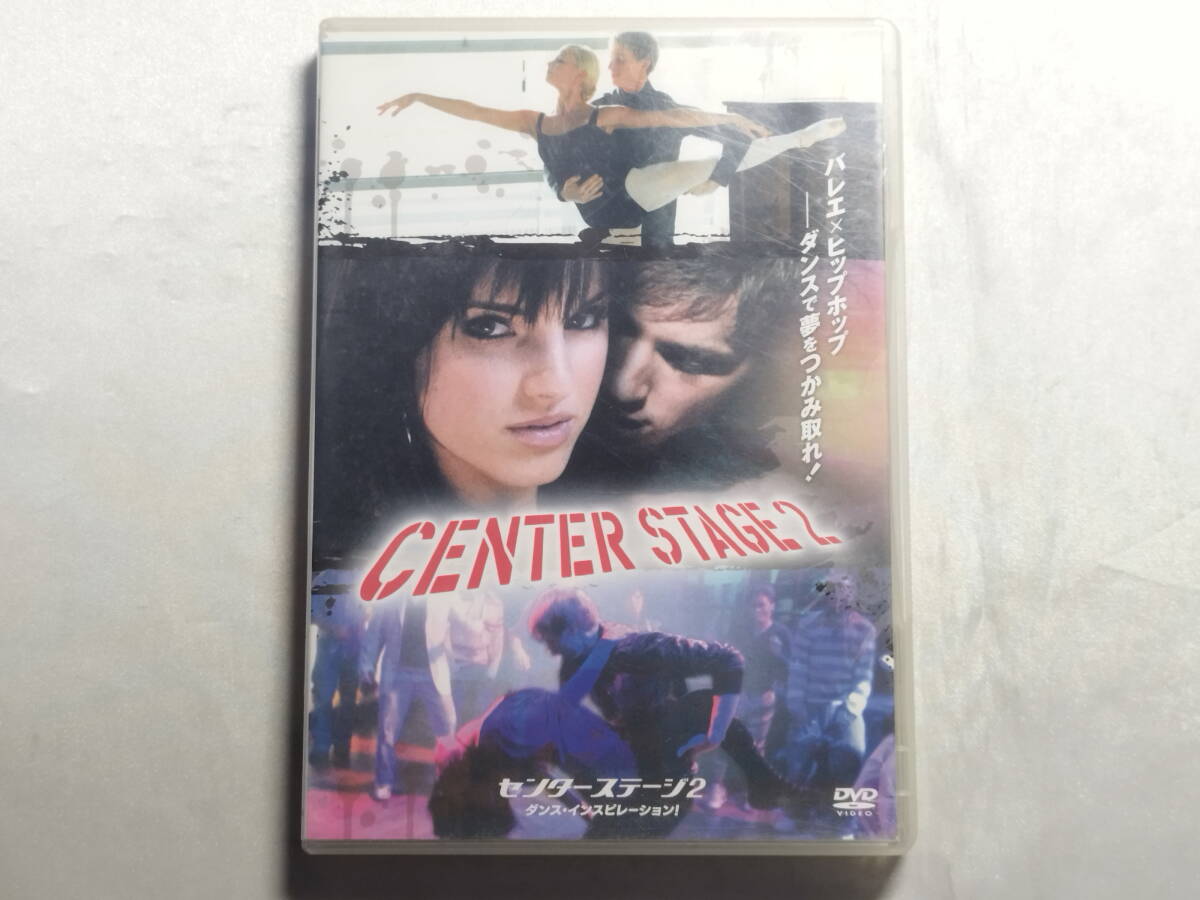 バレエ×ヒップホップ
──ダンスで夢をつかみ取れ!
CENTER STAGE 2
センターステージ2
ダンス・インスピレーション!
DVD
VIDEO